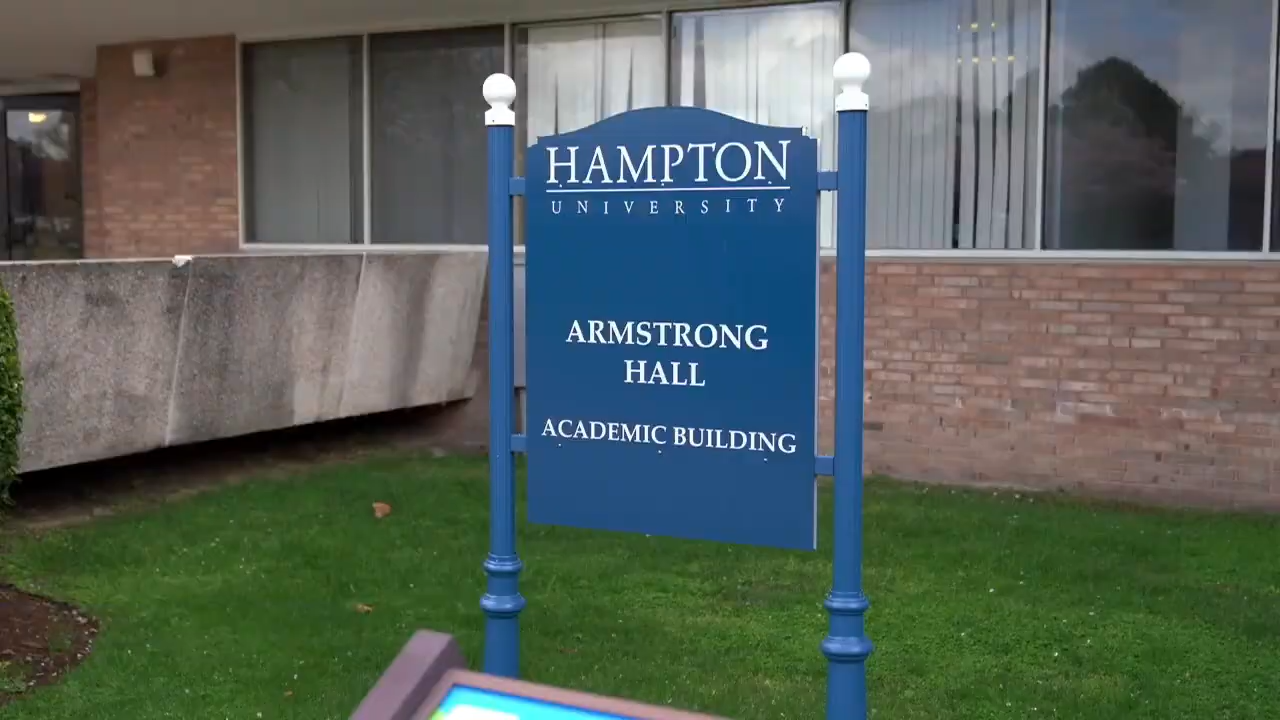 HAMPTON
UNIVERSITY
ARMSTRONG
HALL
ACADEMIC BUILDING